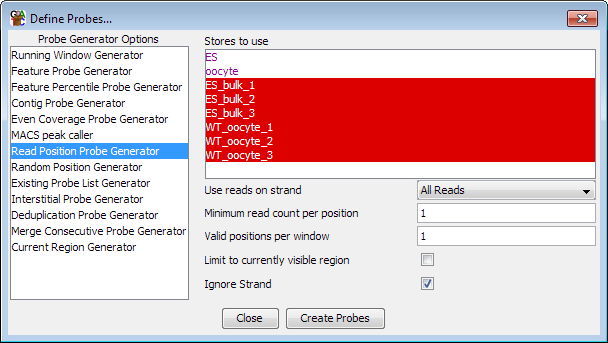 Define Probes...
Probe Generator Options
Running Window Generator
Feature Probe Generator
Feature Percentile Probe Generator
Contig Probe Generator
Even Coverage Probe Generator
MACS peak caller
Read Position Probe Generator
Random Position Generator
Existing Probe List Generator
Interstitial Probe Generator
Deduplication Probe Generator
Merge Consecutive Probe Generator
Current Region Generator
Stores to use
ES
oocyte
ES_bulk_1
ES_bulk_2
ES_bulk_3
WT_oocyte_1
WT_oocyte_2
WT_oocyte_3
Use reads on strand All Reads
Minimum read count per position 1
Valid positions per window 1
Limit to currently visible region
Ignore Strand
Close Create Probes